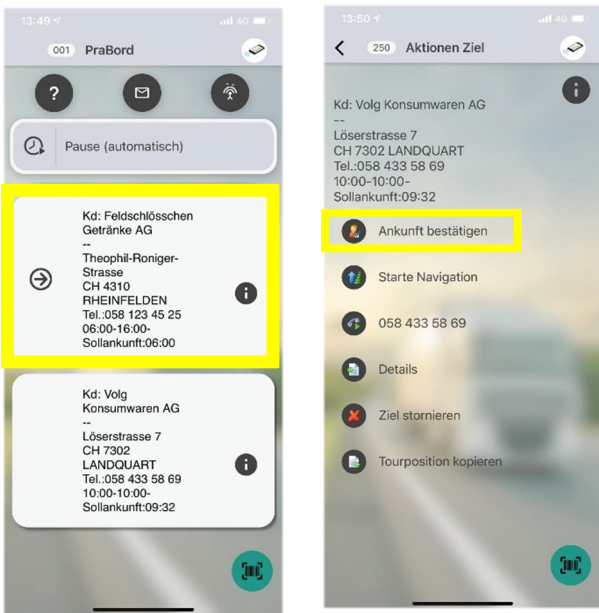 13:49
4G
001 PraBord
?
Pause (automatisch)
Kd: Feldschlösschen
Getränke AG
--
Theophil-Roniger-
Strasse
CH 4310
RHEINFELDEN
Tel.:058 123 45 25
06:00-16:00-
Sollankunft:06:00
i
Kd: Volg
Konsumwaren AG
--
Löserstrasse 7
CH 7302
LANDQUART
Tel.:058 433 58 69
10:00-10:00-
Sollankunft:09:32
i
13:50
4G
250 Aktionen Ziel
i
Kd: Volg Konsumwaren AG
--
Löserstrasse 7
CH 7302 LANDQUART
Tel.:058 433 58 69
10:00-10:00-
Sollankunft:09:32
Ankunft bestätigen
Starte Navigation
058 433 58 69
Details
Ziel stornieren
Tourposition kopieren